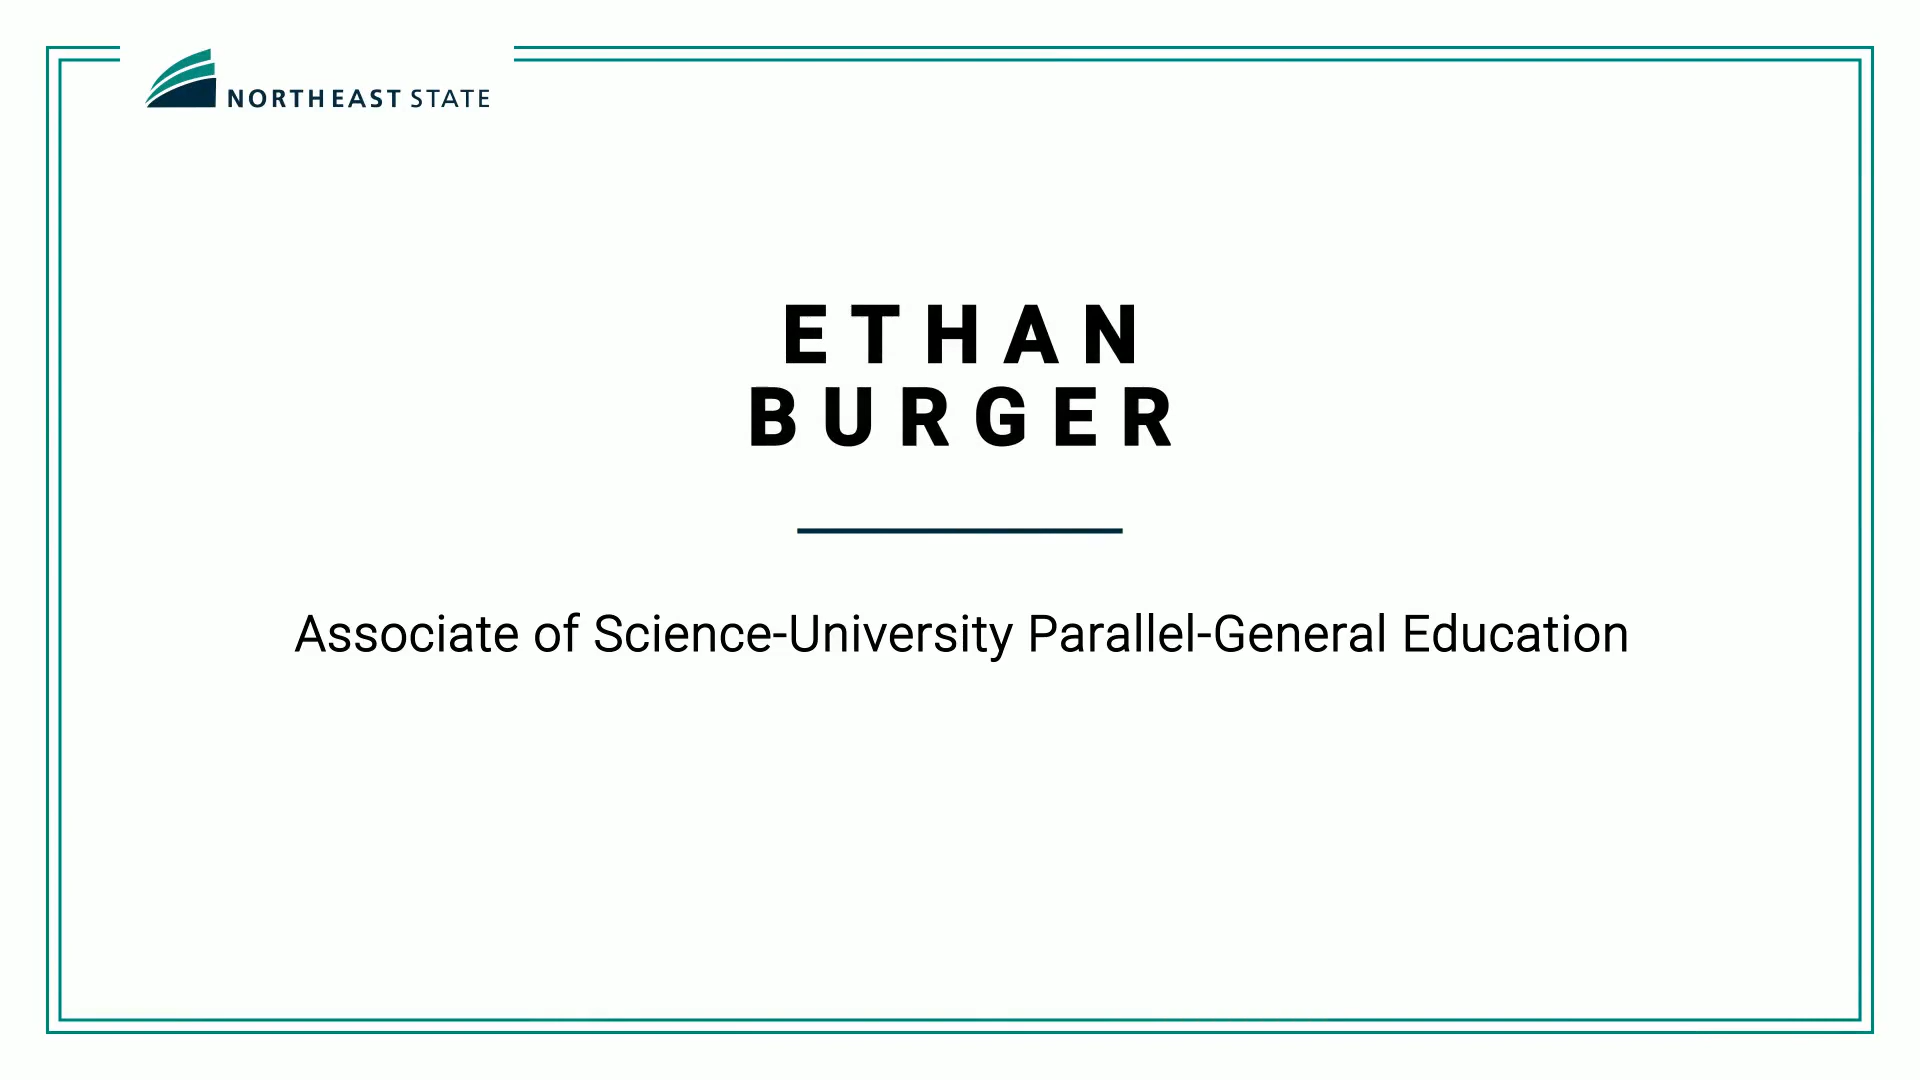 NORTHEAST STATE
ETHAN
BURGER
Associate of Science-University Parallel-General Education